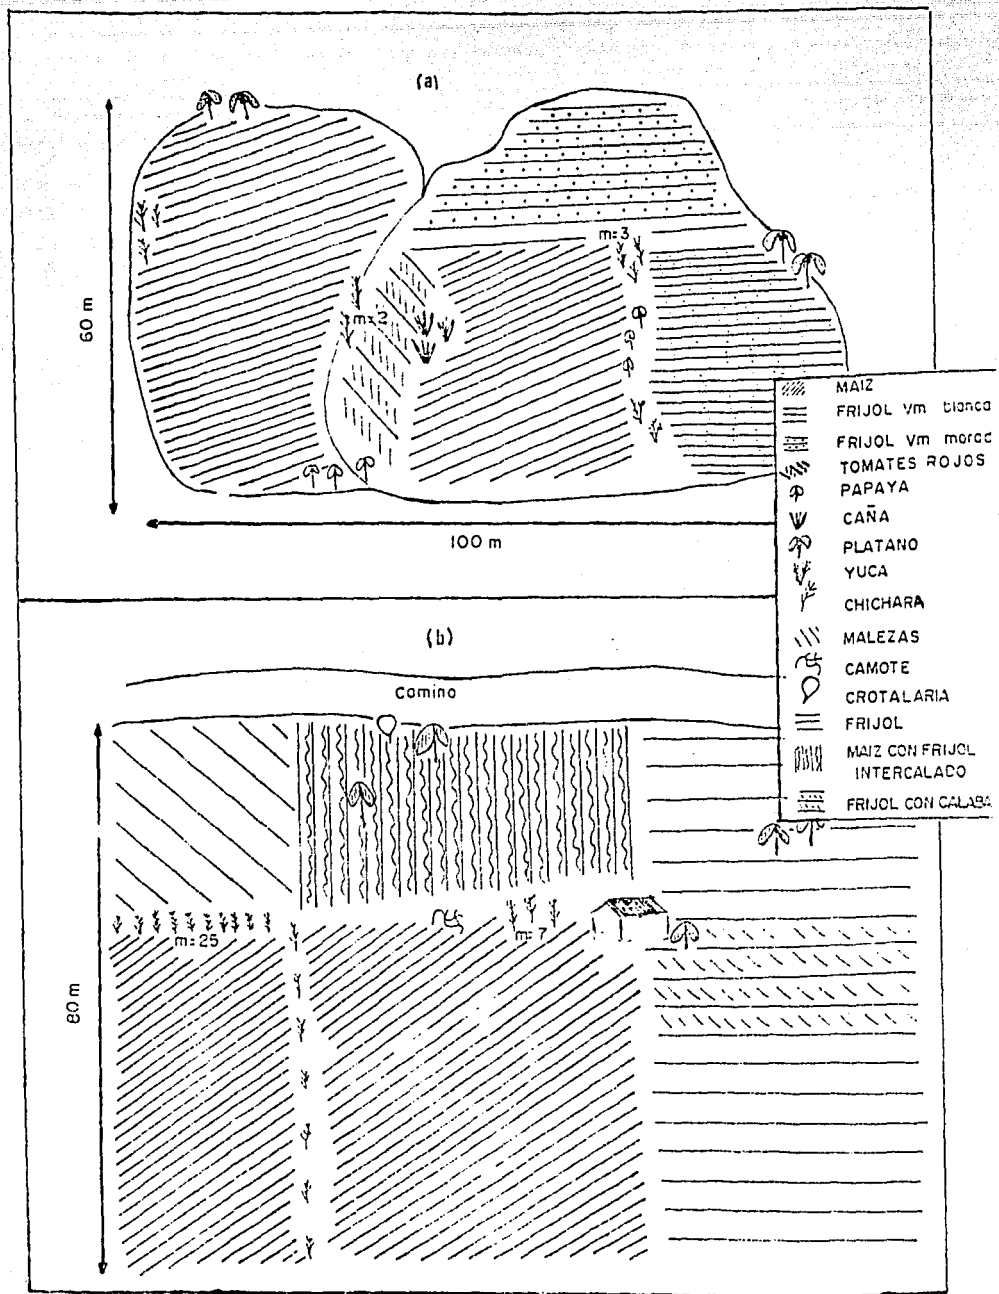 (a)
60 m
m=3
m=2
100 m
MAIZ
FRIJOL Vm blanca
FRIJOL Vm morac
TOMATES ROJOS
PAPAYA
CAÑA
PLATANO
YUCA
CHICHARA
MALEZAS
CAMOTE
CROTALARIA
FRIJOL
MAIZ CON FRIJOL
INTERCALADO
FRIJOL CON CALABA
(b)
Camino
80 m
m=25
m=7